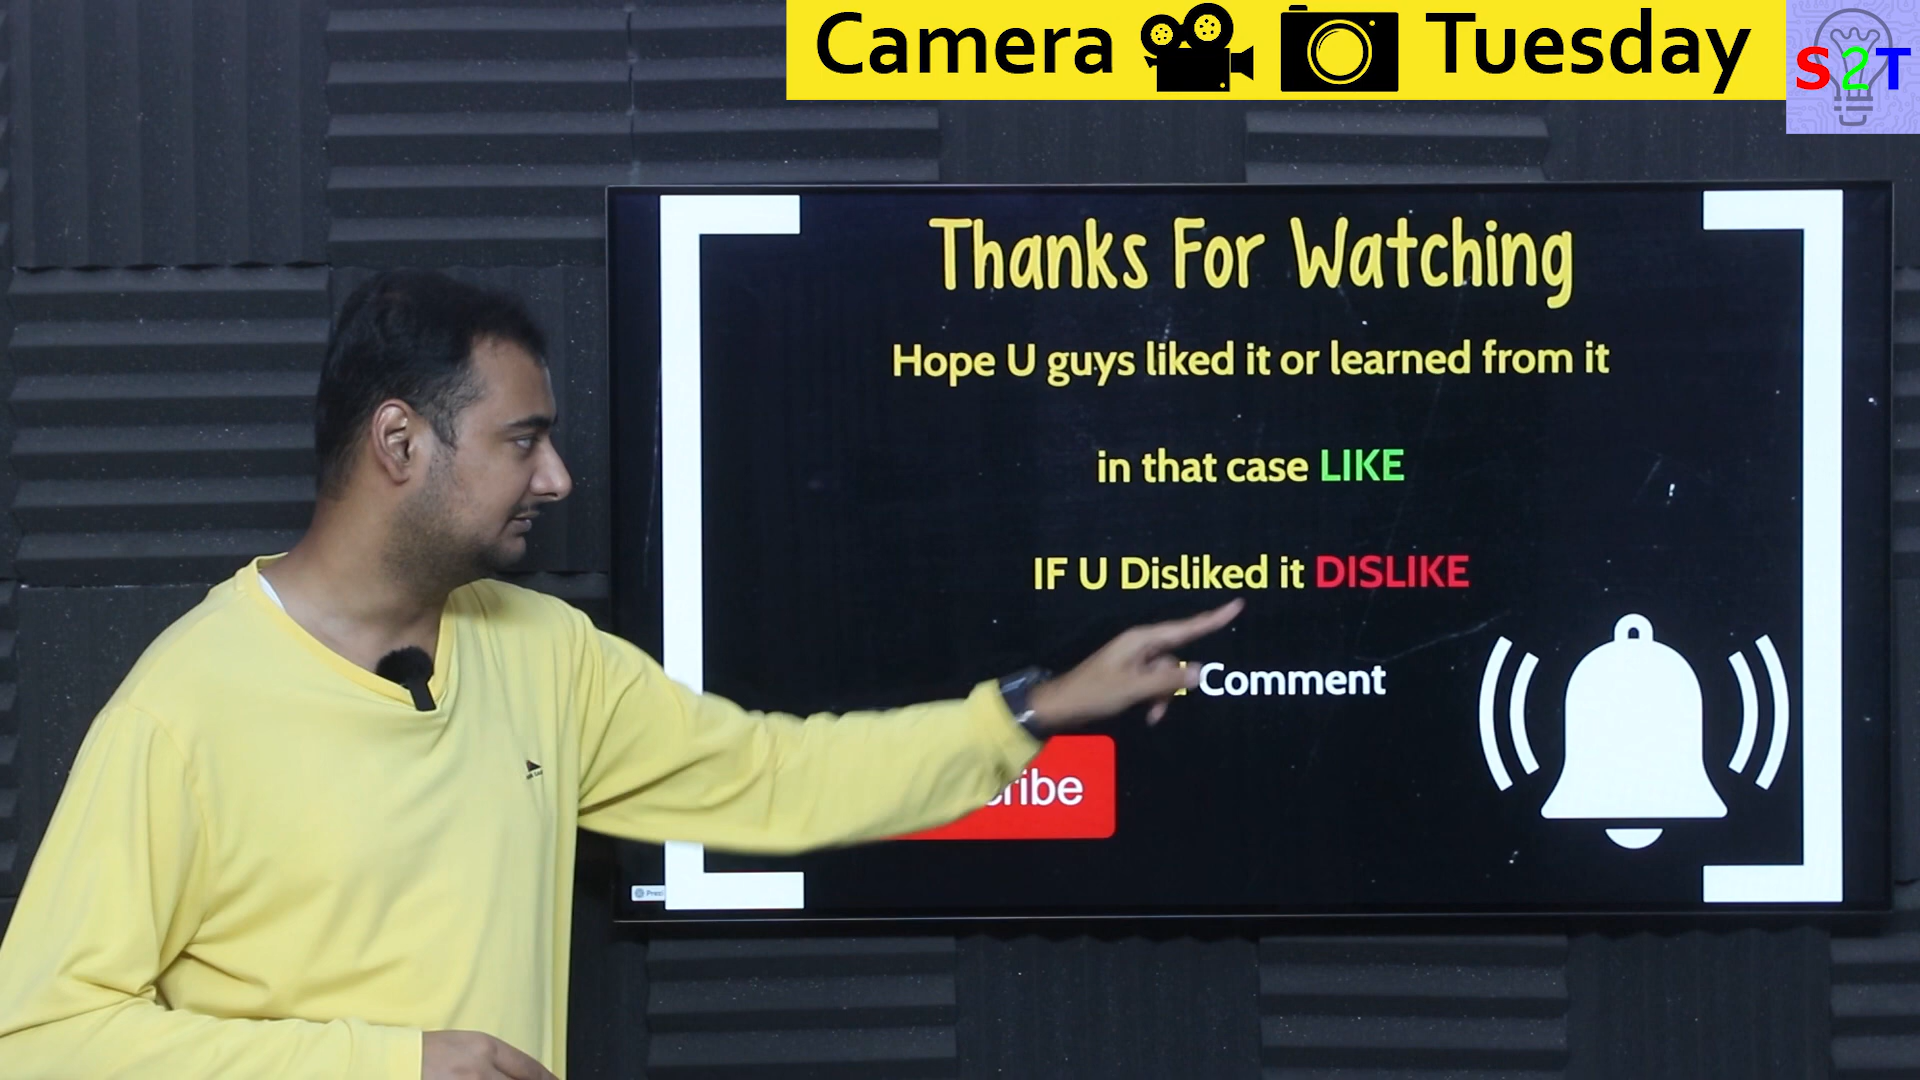 Camera Tuesday
S2T
Thanks For Watching
Hope U guys liked it or learned from it
in that case LIKE
IF U Disliked it DISLIKE
Comment
cribe